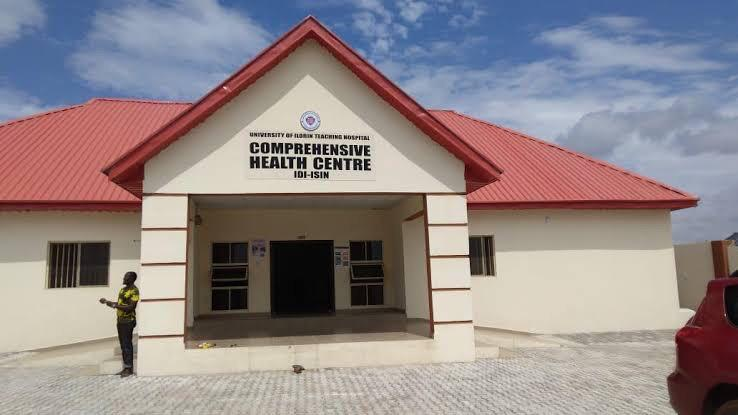 UNIVERSITY OF ILORIN TEACHING HOSPITAL
COMPREHENSIVE
HEALTH CENTRE
IDI-ISIN